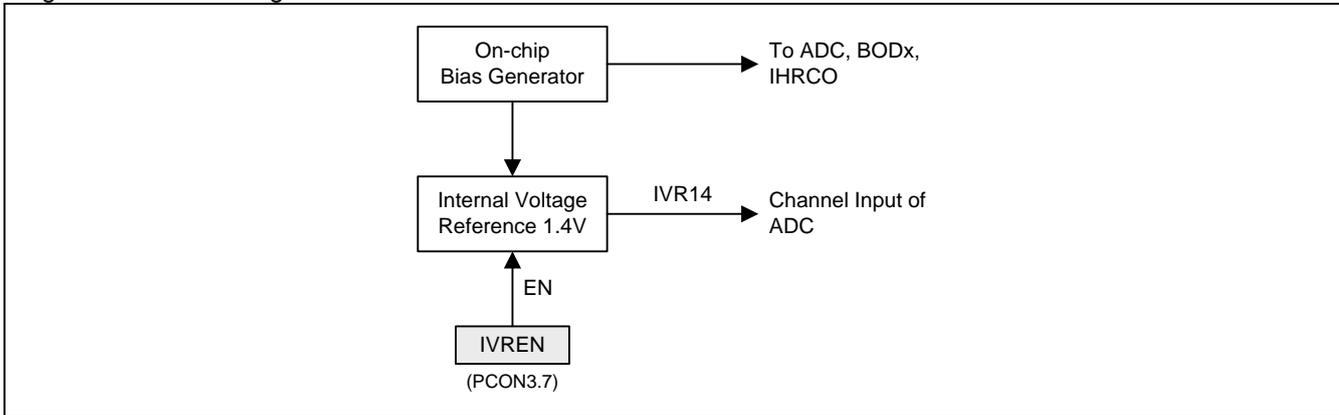 On-chip
Bias Generator
To ADC, BODx,
IHRCO
Internal Voltage
Reference 1.4V
IVR14
Channel Input of
ADC
EN
IVREN
(PCON3.7)